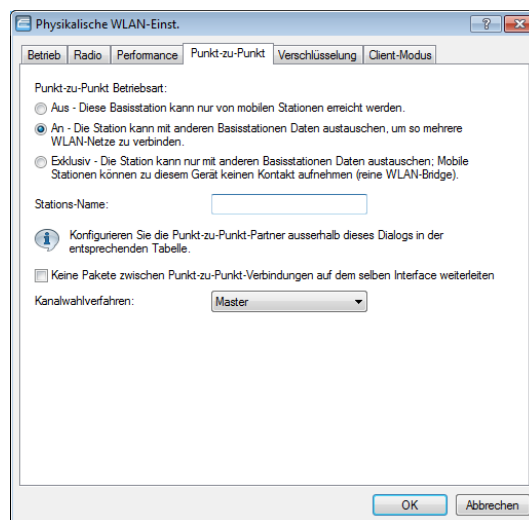 Physikalische WLAN-Einst.
Betrieb Radio Performance Punkt-zu-Punkt Verschlüsselung Client-Modus
Punkt-zu-Punkt Betriebsart:
Aus - Diese Basisstation kann nur von mobilen Stationen erreicht werden.
An - Die Station kann mit anderen Basisstationen Daten austauschen, um so mehrere
WLAN-Netze zu verbinden.
Exklusiv - Die Station kann nur mit anderen Basisstationen Daten austauschen; Mobile
Stationen können zu diesem Gerät keinen Kontakt aufnehmen (reine WLAN-Bridge).
Stations-Name:
Konfigurieren Sie die Punkt-zu-Punkt-Partner ausserhalb dieses Dialogs in der
entsprechenden Tabelle.
Keine Pakete zwischen Punkt-zu-Punkt-Verbindungen auf dem selben Interface weiterleiten
Kanalwahlverfahren: Master
OK Abbrechen